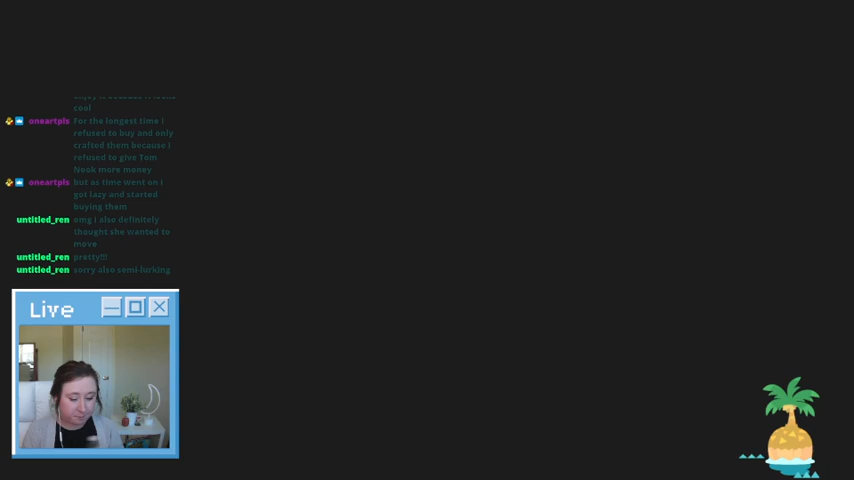 cool
oneartpls For the longest time I
refused to buy and only
crafted them because I
refused to give Tom
Nook more money
oneartpls but as time went on I
got lazy and started
buying them
untitled_ren omg i also definitely
thought she wanted to
move
untitled_ren pretty!!!
untitled_ren sorry also semi-lurking
Live